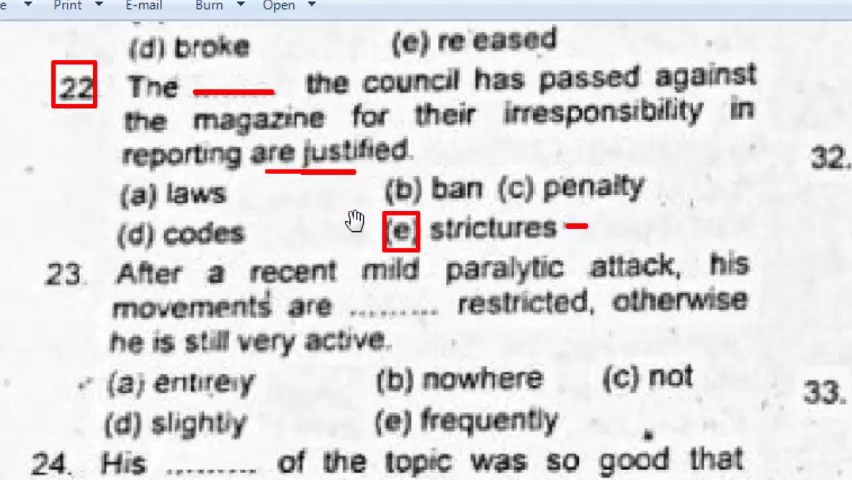 Print E-mail Burn Open
(d) broke (e) re eased
22 The ......... the council has passed against
the magazine for their irresponsibility in
reporting are justified.
(a) laws (b) ban (c) penalty
(d) codes (e) strictures
23. After a recent mild paralytic attack, his
movements are ......... restricted, otherwise
he is still very active.
(a) entirely (b) nowhere (c) not
(d) slightly (e) frequently
24. His ......... of the topic was so good that
32.
33.